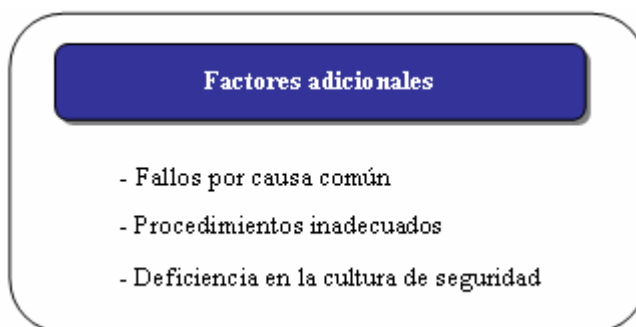 Factores adicionales
- Fallos por causa común
- Procedimientos inadecuados
- Deficiencia en la cultura de seguridad